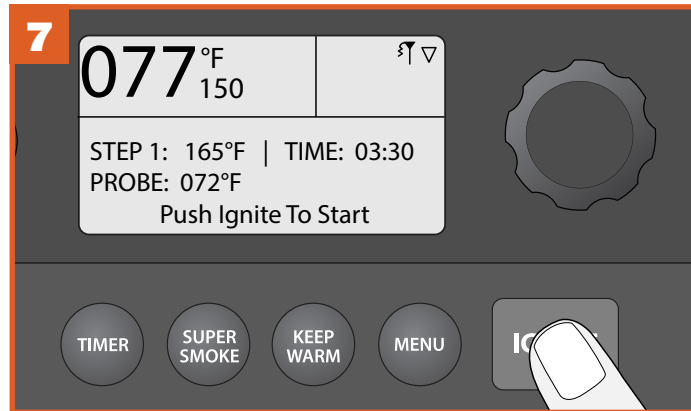 7
077 °F
150
STEP 1: 165°F | TIME: 03:30
PROBE: 072°F
Push Ignite To Start
TIMER
SUPER
SMOKE
KEEP
WARM
MENU